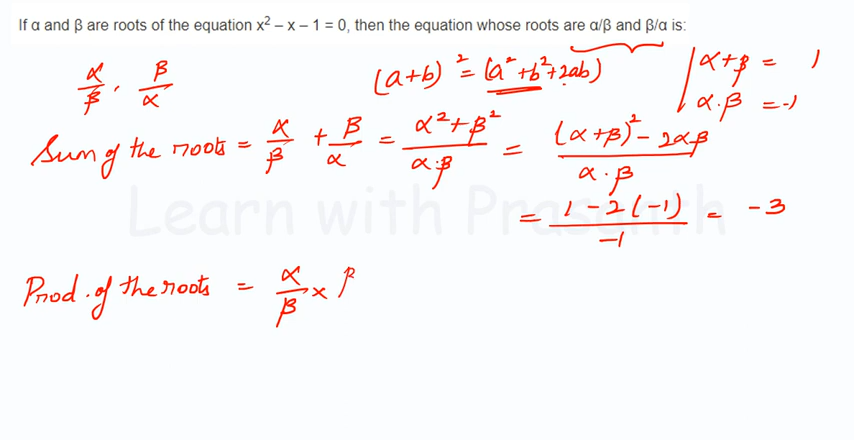 If α and β are roots of the equation x² – x – 1 = 0, then the equation whose roots are α/β and β/α is:
α/β , β/α
(a+b)² = (a² + b² + 2ab)
α+β = 1
α.β = -1
Sum of the roots = α/β + β/α = (α²+β²)/(α.β) = ((α+β)² - 2αβ)/(α.β)
= (1 - 2(-1))/(-1) = -3
Learn with Prasanth
Prod. of the roots = α/β × β